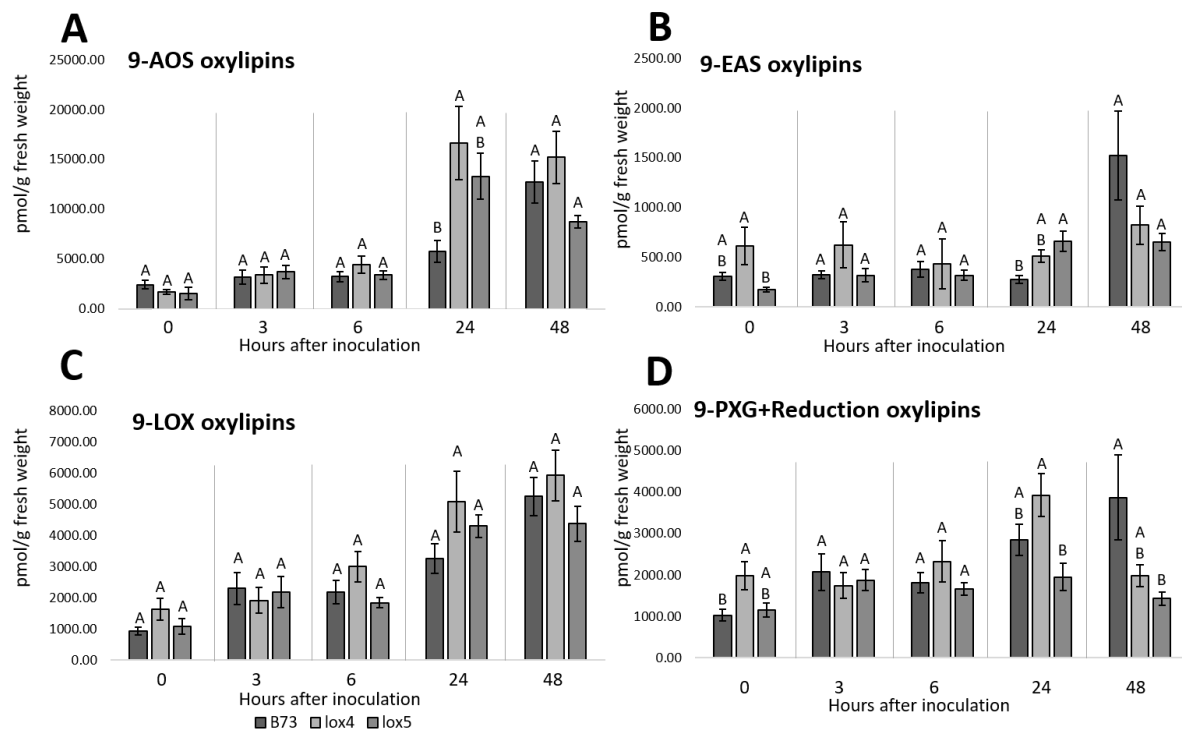 A
9-AOS oxylipins
pmol/g fresh weight
25000.00
20000.00
15000.00
10000.00
5000.00
0.00
A A A
A A A
A A A
B A A
B
A A A
0 3 6 24 48
Hours after inoculation
B
9-EAS oxylipins
pmol/g fresh weight
2500.00
2000.00
1500.00
1000.00
500.00
0.00
A
B A B
A A A
A A A
B A
B A
A A A
0 3 6 24 48
Hours after inoculation
C
9-LOX oxylipins
pmol/g fresh weight
8000.00
7000.00
6000.00
5000.00
4000.00
3000.00
2000.00
1000.00
0.00
A A A
A A A
A A A
A A A
A A A
0 3 6 24 48
Hours after inoculation
B73 lox4 lox5
D
9-PXG+Reduction oxylipins
pmol/g fresh weight
6000.00
5000.00
4000.00
3000.00
2000.00
1000.00
0.00
B A A
B
A A A
A A A
A
B A B
A A
B B
0 3 6 24 48
Hours after inoculation